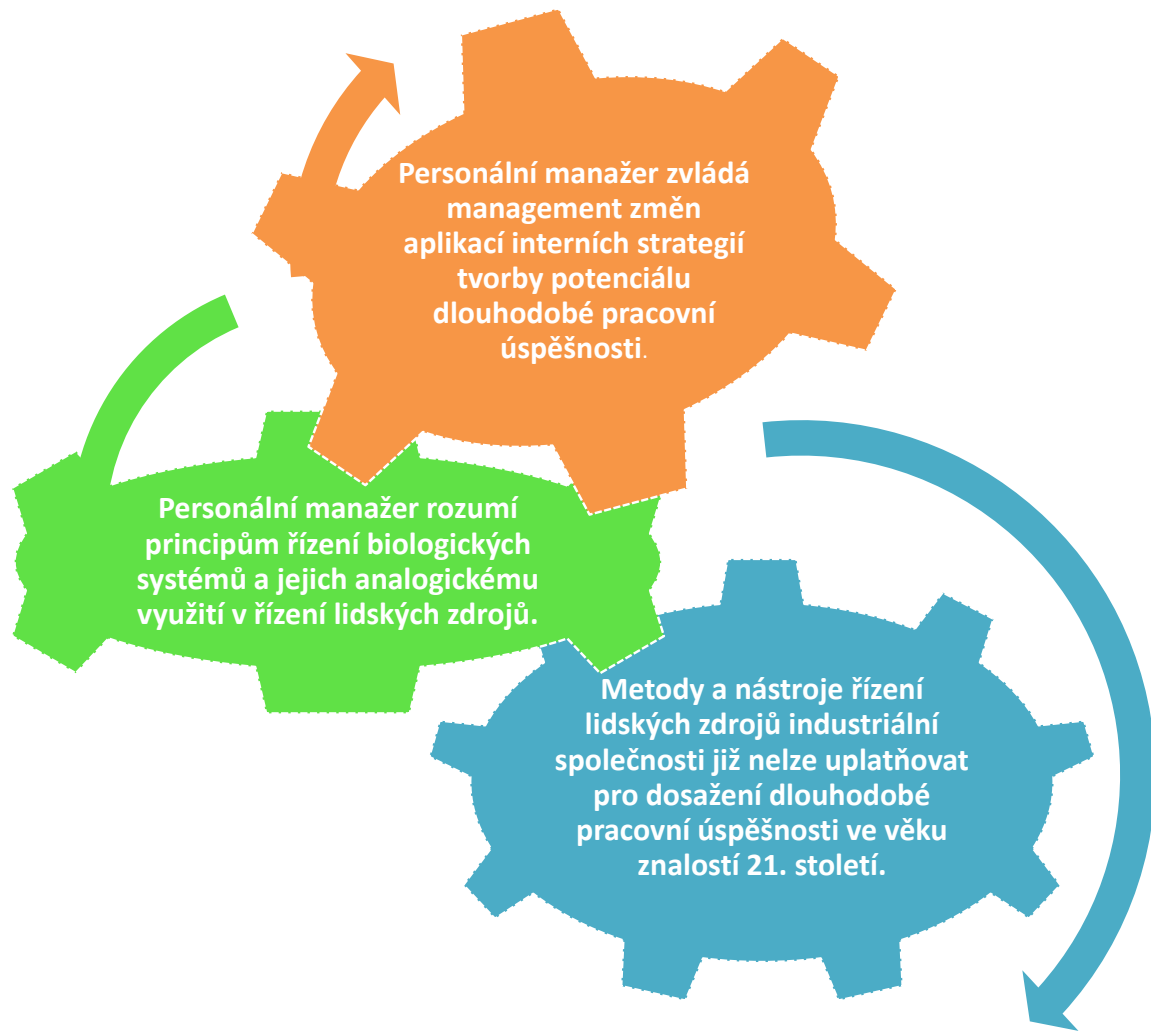 Personální manažer zvládá
management změn
aplikací interních strategií
tvorby potenciálu
dlouhodobé pracovní
úspěšnosti.
Personální manažer rozumí
principům řízení biologických
systémů a jejich analogickému
využití v řízení lidských zdrojů.
Metody a nástroje řízení
lidských zdrojů industriální
společnosti již nelze uplatňovat
pro dosažení dlouhodobé
pracovní úspěšnosti ve věku
znalostí 21. století.